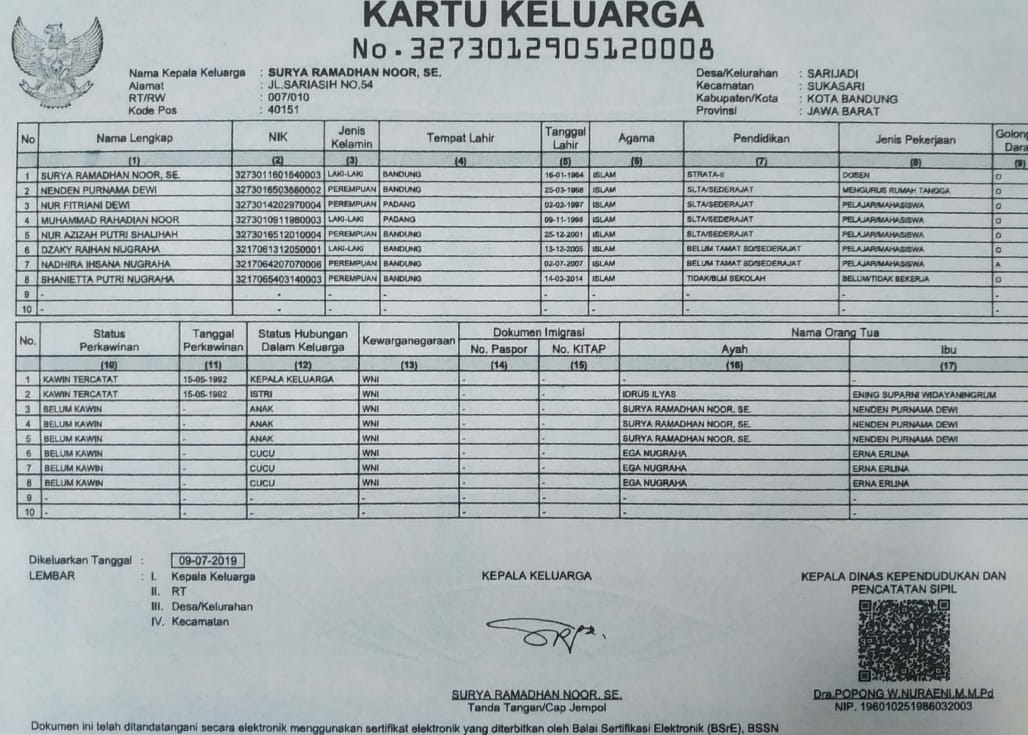 KARTU KELUARGA
No. 3273012905120008
Nama Kepala Keluarga : SURYA RAMADHAN NOOR, SE.
Alamat : JL.SARIASIH NO.54
RT/RW : 007/010
Kode Pos : 40151
Desa/Kelurahan : SARIJADI
Kecamatan : SUKASARI
Kabupaten/Kota : KOTA BANDUNG
Provinsi : JAWA BARAT
No Nama Lengkap NIK Jenis Kelamin Tempat Lahir Tanggal Lahir Agama Pendidikan Jenis Pekerjaan Golong Dara
(1) (2) (3) (4) (5) (6) (7) (8) (9)
1 SURYA RAMADHAN NOOR, SE. 3273011601640003 LAKI-LAKI BANDUNG 16-01-1964 ISLAM STRATA-II DOSEN O
2 NENDEN PURNAMA DEWI 3273016503660002 PEREMPUAN BANDUNG 25-03-1966 ISLAM SLTA/SEDERAJAT MENGURUS RUMAH TANGGA O
3 NUR FITRIANI DEWI 3273014202970004 PEREMPUAN PADANG 02-02-1997 ISLAM SLTA/SEDERAJAT PELAJAR/MAHASISWA O
4 MUHAMMAD RAHADIAN NOOR 3273010911980003 LAKI-LAKI PADANG 09-11-1998 ISLAM SLTA/SEDERAJAT PELAJAR/MAHASISWA O
5 NUR AZIZAH PUTRI SHALIHAH 3273016512010004 PEREMPUAN BANDUNG 25-12-2001 ISLAM SLTA/SEDERAJAT PELAJAR/MAHASISWA O
6 DZAKY RAIHAN NUGRAHA 3217061312050001 LAKI-LAKI BANDUNG 13-12-2005 ISLAM BELUM TAMAT SD/SEDERAJAT PELAJAR/MAHASISWA O
7 NADHIRA IHSANA NUGRAHA 3217064207070006 PEREMPUAN BANDUNG 02-07-2007 ISLAM BELUM TAMAT SD/SEDERAJAT PELAJAR/MAHASISWA A
8 SHANIETTA PUTRI NUGRAHA 3217065403140003 PEREMPUAN BANDUNG 14-03-2014 ISLAM TIDAK/BLM SEKOLAH BELUM/TIDAK BEKERJA O
9 - - - - - - - - -
10 - - - - - - - - -
No. Status Perkawinan Tanggal Perkawinan Status Hubungan Dalam Keluarga Kewarganegaraan Dokumen Imigrasi Nama Orang Tua
No. Paspor No. KITAP Ayah Ibu
(10) (11) (12) (13) (14) (15) (16) (17)
1 KAWIN TERCATAT 15-05-1992 KEPALA KELUARGA WNI - - - -
2 KAWIN TERCATAT 15-05-1992 ISTRI WNI - - IDRUS ILYAS ENING SUPARNI WIDAYANINGRUM
3 BELUM KAWIN - ANAK WNI - - SURYA RAMADHAN NOOR, SE. NENDEN PURNAMA DEWI
4 BELUM KAWIN - ANAK WNI - - SURYA RAMADHAN NOOR, SE. NENDEN PURNAMA DEWI
5 BELUM KAWIN - ANAK WNI - - SURYA RAMADHAN NOOR, SE. NENDEN PURNAMA DEWI
6 BELUM KAWIN - CUCU WNI - - EGA NUGRAHA ERNA ERLINA
7 BELUM KAWIN - CUCU WNI - - EGA NUGRAHA ERNA ERLINA
8 BELUM KAWIN - CUCU WNI - - EGA NUGRAHA ERNA ERLINA
9 - - - - - - - -
10 - - - - - - - -
Dikeluarkan Tanggal : 09-07-2019
LEMBAR : I. Kepala Keluarga
II. RT
III. Desa/Kelurahan
IV. Kecamatan
KEPALA KELUARGA
SURYA RAMADHAN NOOR, SE.
Tanda Tangan/Cap Jempol
KEPALA DINAS KEPENDUDUKAN DAN
PENCATATAN SIPIL
Dra.POPONG W.NURAENI,M.M.Pd
NIP. 196010251986032003
Dokumen ini telah ditandatangani secara elektronik menggunakan sertifikat elektronik yang diterbitkan oleh Balai Sertifikasi Elektronik (BSrE), BSSN